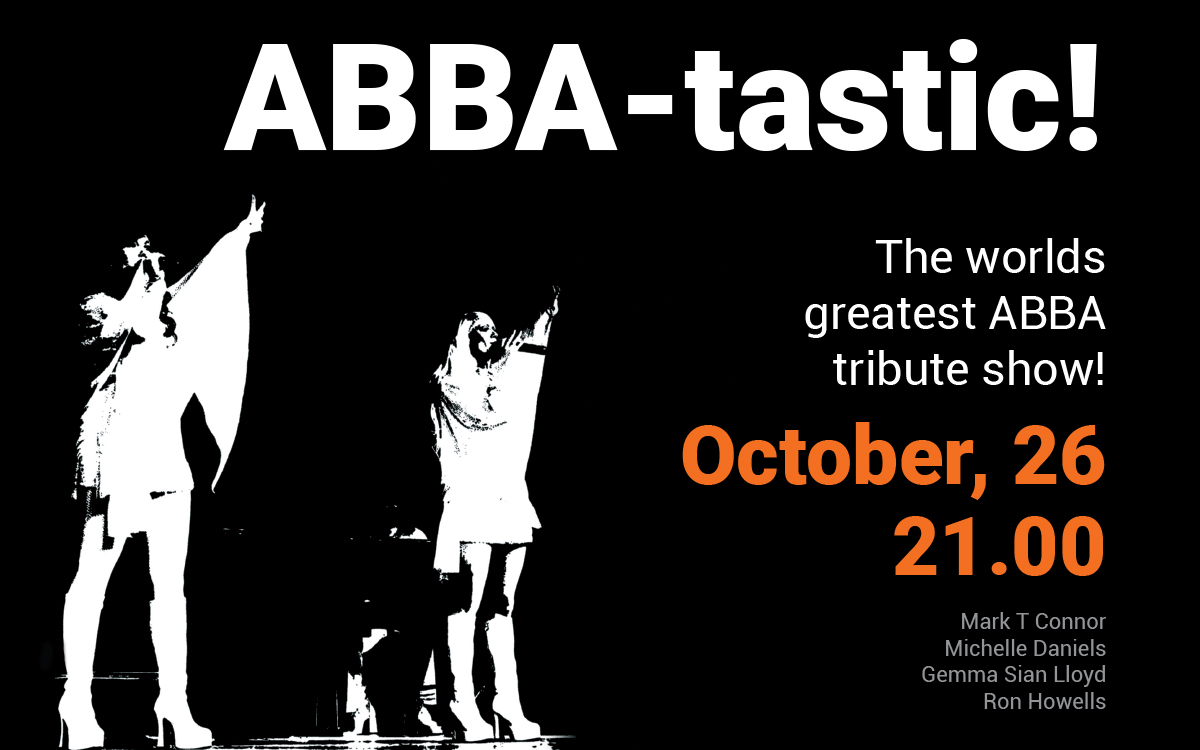 ABBA-tastic!
The worlds
greatest ABBA
tribute show!
October, 26
21.00
Mark T Connor
Michelle Daniels
Gemma Sian Lloyd
Ron Howells